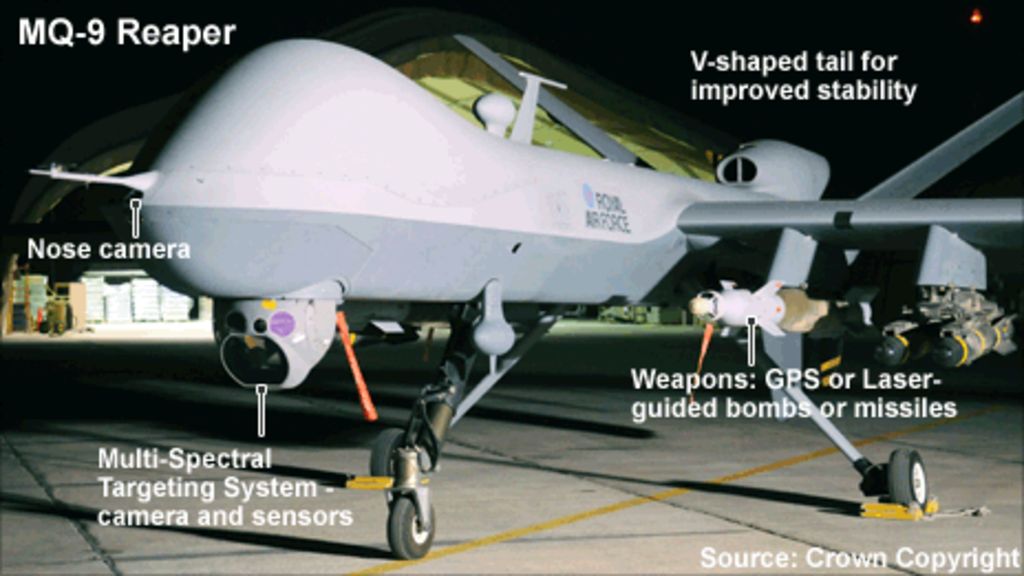 MQ-9 Reaper
V-shaped tail for
improved stability
ROYAL
AIR FORCE
Nose camera
Weapons: GPS or Laser-
guided bombs or missiles
Multi-Spectral
Targeting System -
camera and sensors
Source: Crown Copyright